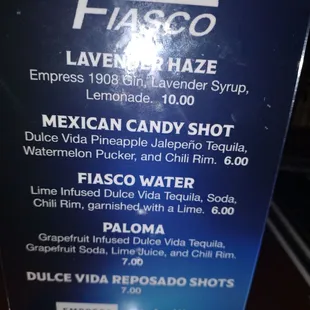 FIASCO
LAVENDER HAZE
Empress 1908 Gin, Lavender Syrup,
Lemonade. 10.00
MEXICAN CANDY SHOT
Dulce Vida Pineapple Jalepeño Tequila,
Watermelon Pucker, and Chili Rim. 6.00
FIASCO WATER
Lime Infused Dulce Vida Tequila, Soda,
Chili Rim, garnished with a Lime. 6.00
PALOMA
Grapefruit Infused Dulce Vida Tequila,
Grapefruit Soda, Lime Juice, and Chili Rim.
7.00
DULCE VIDA REPOSADO SHOTS
7.00